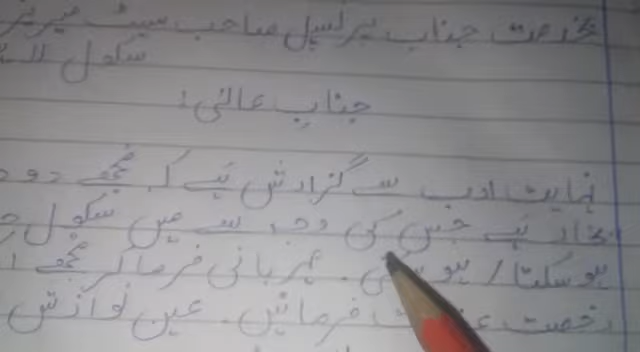 بخدمت جناب پرنسپل صاحب سینٹ میریز
سکول
جنابِ عالی!
نہایت ادب سے گزارش ہے کہ مجھے دو
بخار ہے جس کی وجہ سے میں سکول
ہو سکتا / ہو سکتی۔ مہربانی فرما کر مجھے
رخصت فرمائیں۔ عین نوازش